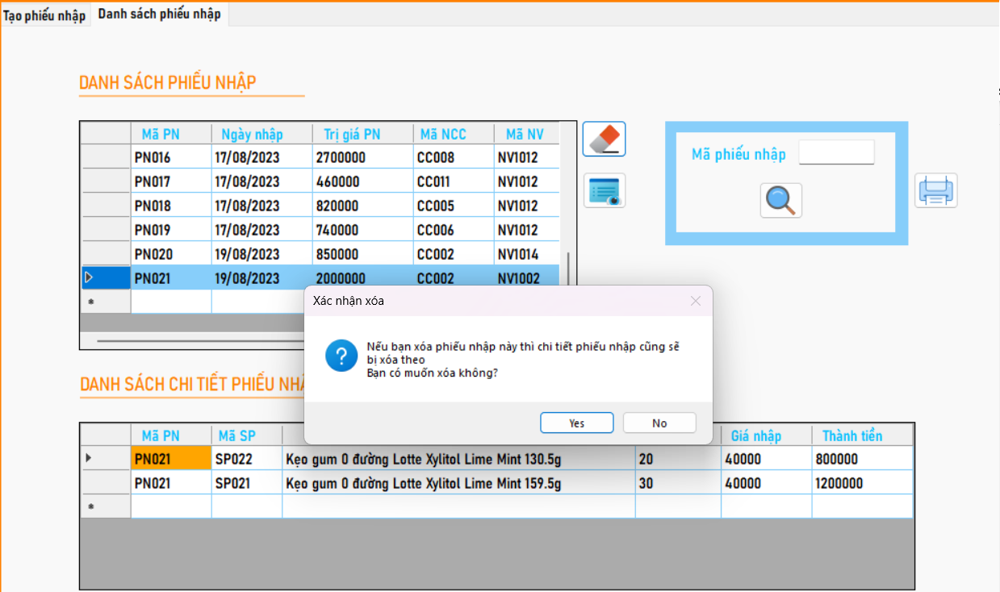 Tạo phiếu nhập Danh sách phiếu nhập
DANH SÁCH PHIẾU NHẬP
Mã PN Ngày nhập Trị giá PN Mã NCC Mã NV
PN016 17/08/2023 2700000 CC008 NV1012
PN017 17/08/2023 460000 CC011 NV1012
PN018 17/08/2023 820000 CC005 NV1012
PN019 17/08/2023 740000 CC006 NV1012
PN020 19/08/2023 850000 CC002 NV1014
PN021 19/08/2023 2000000 CC002 NV1002
Mã phiếu nhập
Xác nhận xóa
Nếu bạn xóa phiếu nhập này thì chi tiết phiếu nhập cũng sẽ
bị xóa theo
Bạn có muốn xóa không?
Yes No
DANH SÁCH CHI TIẾT PHIẾU
Mã PN Mã SP Giá nhập Thành tiền
PN021 SP022 Kẹo gum 0 đường Lotte Xylitol Lime Mint 130.5g 20 40000 800000
PN021 SP021 Kẹo gum 0 đường Lotte Xylitol Lime Mint 159.5g 30 40000 1200000